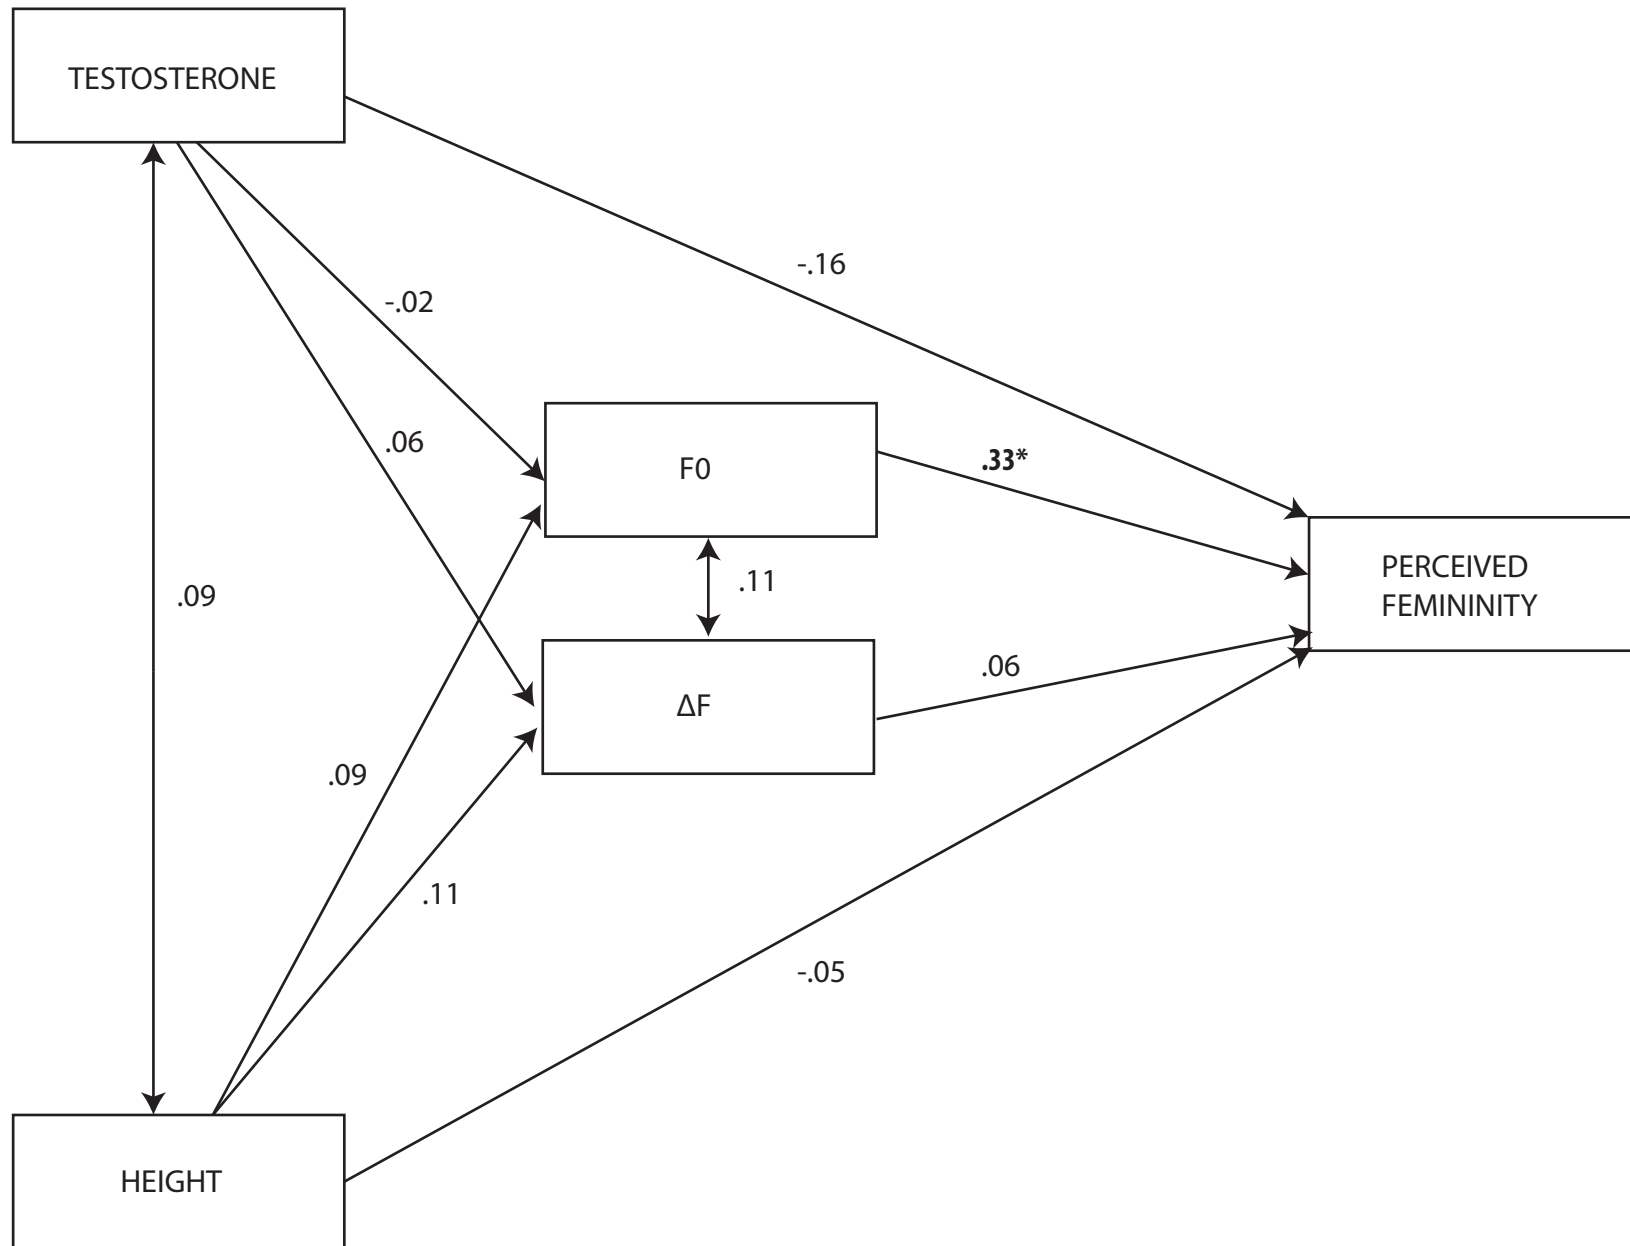 TESTOSTERONE
-.16
-.02
.06
F0
.33*
PERCEIVED
FEMININITY
.11
.09
.06
ΔF
.09
.11
-.05
HEIGHT